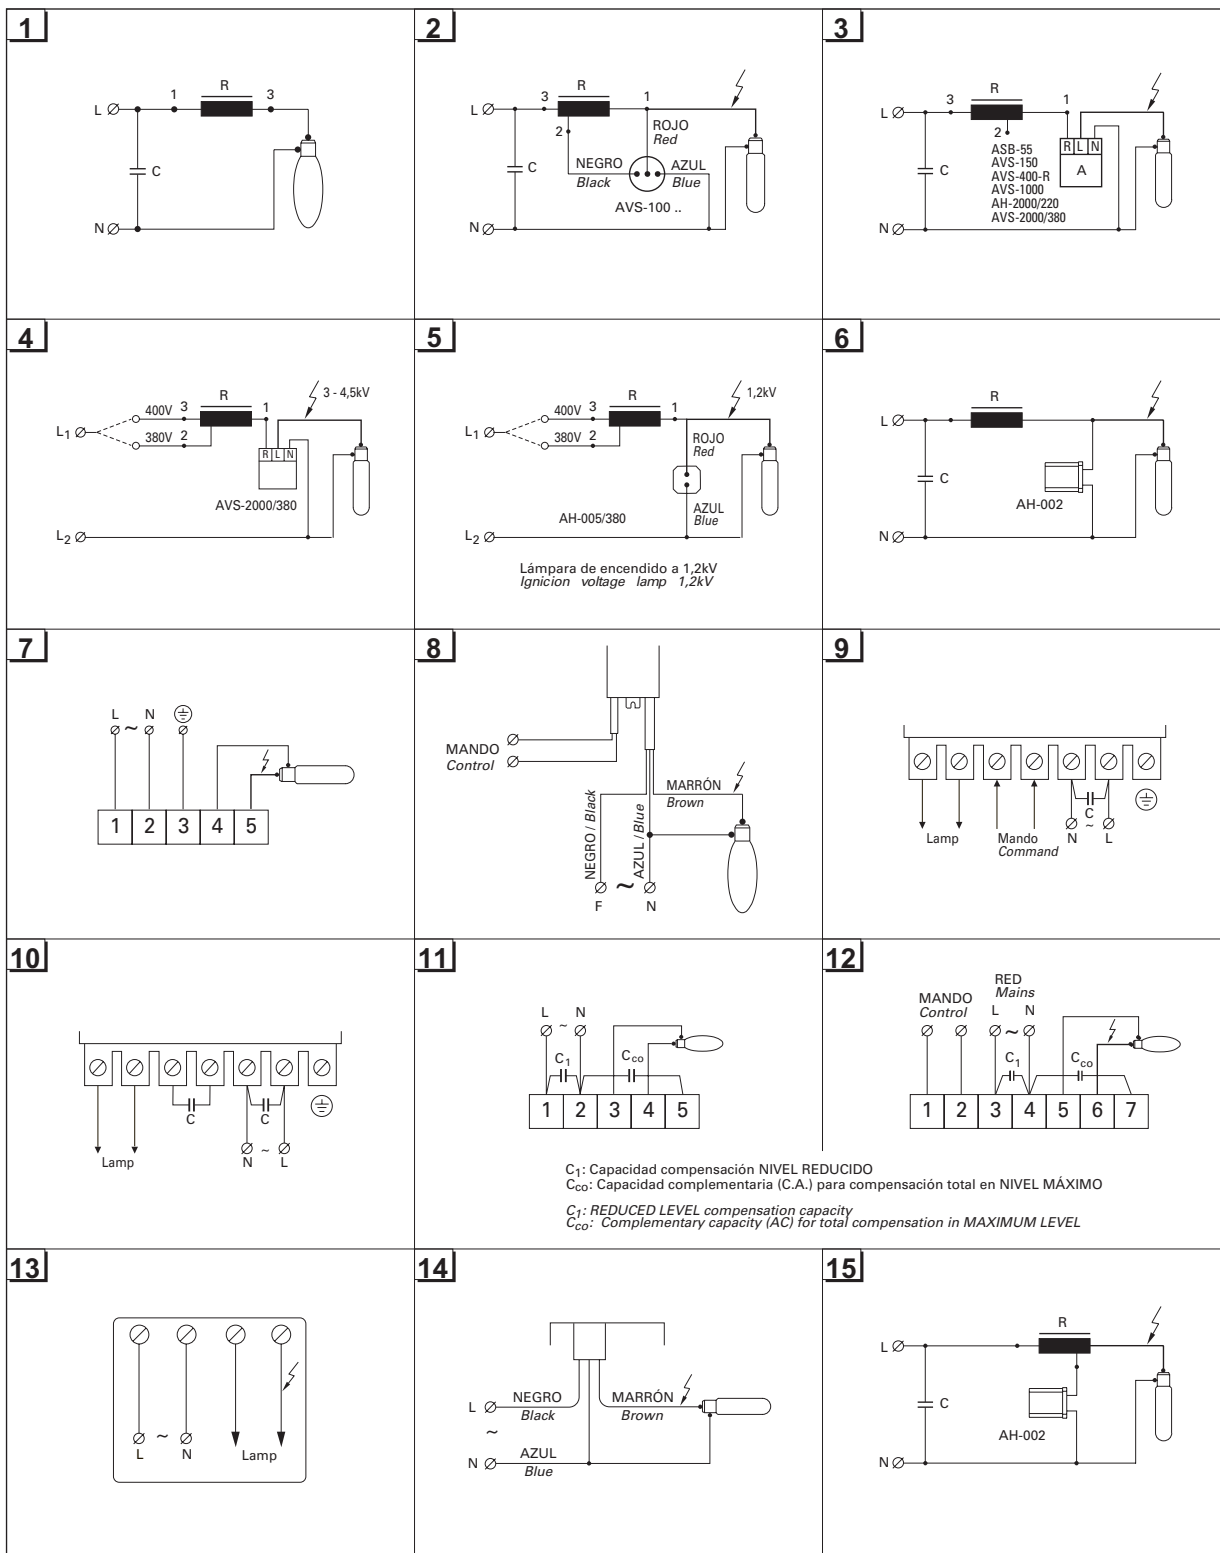 1
R
1
3
L
C
N
2
R
3
1
L
2
ROJO
Red
NEGRO
Black
AZUL
Blue
C
AVS-100 ..
N
3
R
3
1
L
2
R L N
A
ASB-55
AVS-150
AVS-400-R
AVS-1000
AH-2000/220
AVS-2000/380
C
N
4
R
3 - 4,5kV
400V 3
1
L1
380V 2
R L N
AVS-2000/380
L2
5
R
1,2kV
400V 3
1
L1
380V 2
ROJO
Red
AZUL
Blue
AH-005/380
L2
Lámpara de encendido a 1,2kV
Ignicion voltage lamp 1,2kV
6
R
L
C
AH-002
N
7
L ~ N
1 2 3 4 5
8
MANDO
Control
MARRÓN
Brown
NEGRO / Black
AZUL / Blue
~
F N
9
C
~
Lamp
Mando
Command
N L
10
C C
Lamp
N ~ L
11
L ~ N
C1
Cco
1 2 3 4 5
12
MANDO
Control
RED
Mains
L ~ N
C1
Cco
1 2 3 4 5 6 7
C1: Capacidad compensación NIVEL REDUCIDO
Cco: Capacidad complementaria (C.A.) para compensación total en NIVEL MÁXIMO
C1: REDUCED LEVEL compensation capacity
Cco: Complementary capacity (AC) for total compensation in MAXIMUM LEVEL
13
~
L N
Lamp
14
L
NEGRO
Black
MARRÓN
Brown
~
N
AZUL
Blue
15
R
L
C
AH-002
N